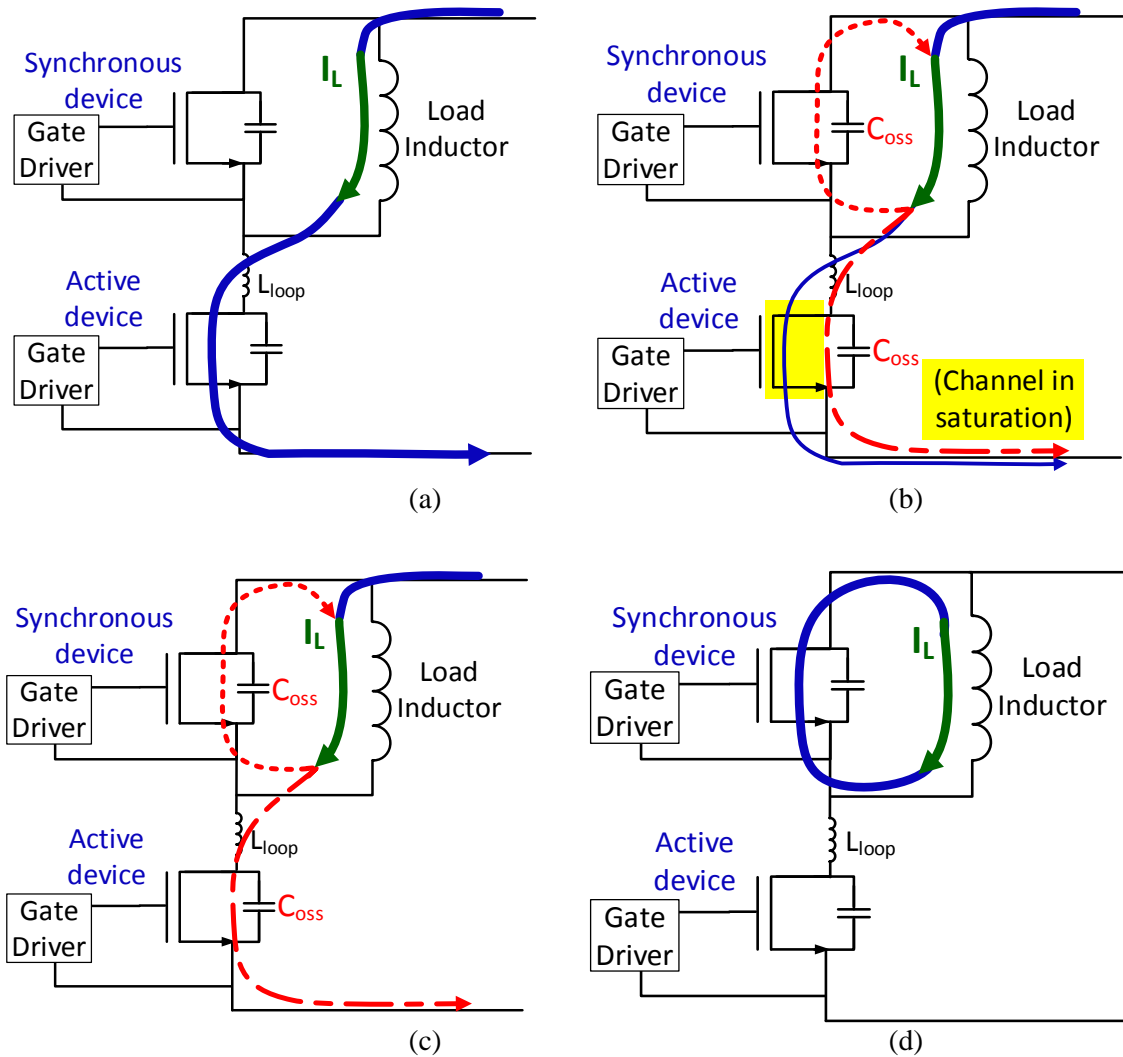 Synchronous
device
Gate
Driver
I_L
Load
Inductor
Active
device
L_loop
Gate
Driver
(a)
Synchronous
device
Gate
Driver
C_oss
I_L
Load
Inductor
Active
device
L_loop
Gate
Driver
C_oss
(Channel in
saturation)
(b)
Synchronous
device
Gate
Driver
C_oss
I_L
Load
Inductor
Active
device
L_loop
Gate
Driver
C_oss
(c)
Synchronous
device
Gate
Driver
I_L
Load
Inductor
Active
device
L_loop
Gate
Driver
(d)